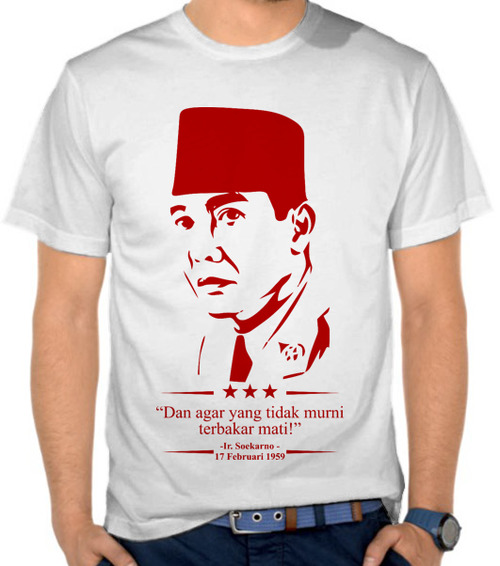 “Dan agar yang tidak murni
terbakar mati!”
-Ir. Soekarno -
17 Februari 1959